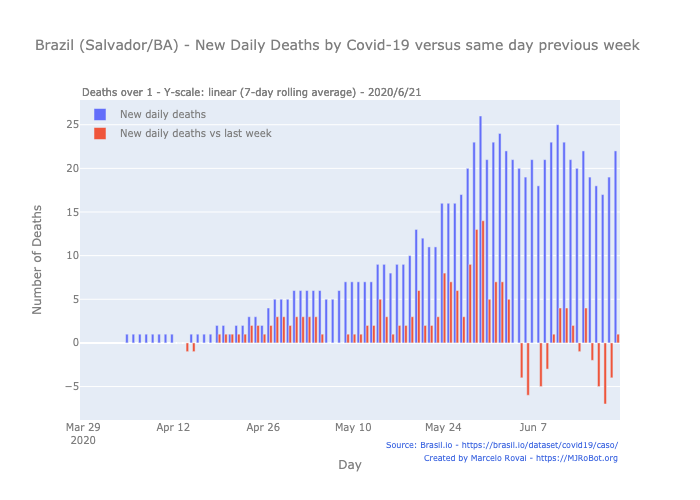 Brazil (Salvador/BA) - New Daily Deaths by Covid-19 versus same day previous week
Deaths over 1 - Y-scale: linear (7-day rolling average) - 2020/6/21
New daily deaths
New daily deaths vs last week
25
20
15
10
5
0
−5
Number of Deaths
Mar 29
2020
Apr 12
Apr 26
May 10
May 24
Jun 7
Source: Brasil.io - https://brasil.io/dataset/covid19/caso/
Created by Marcelo Rovai - https://MJRoBot.org
Day